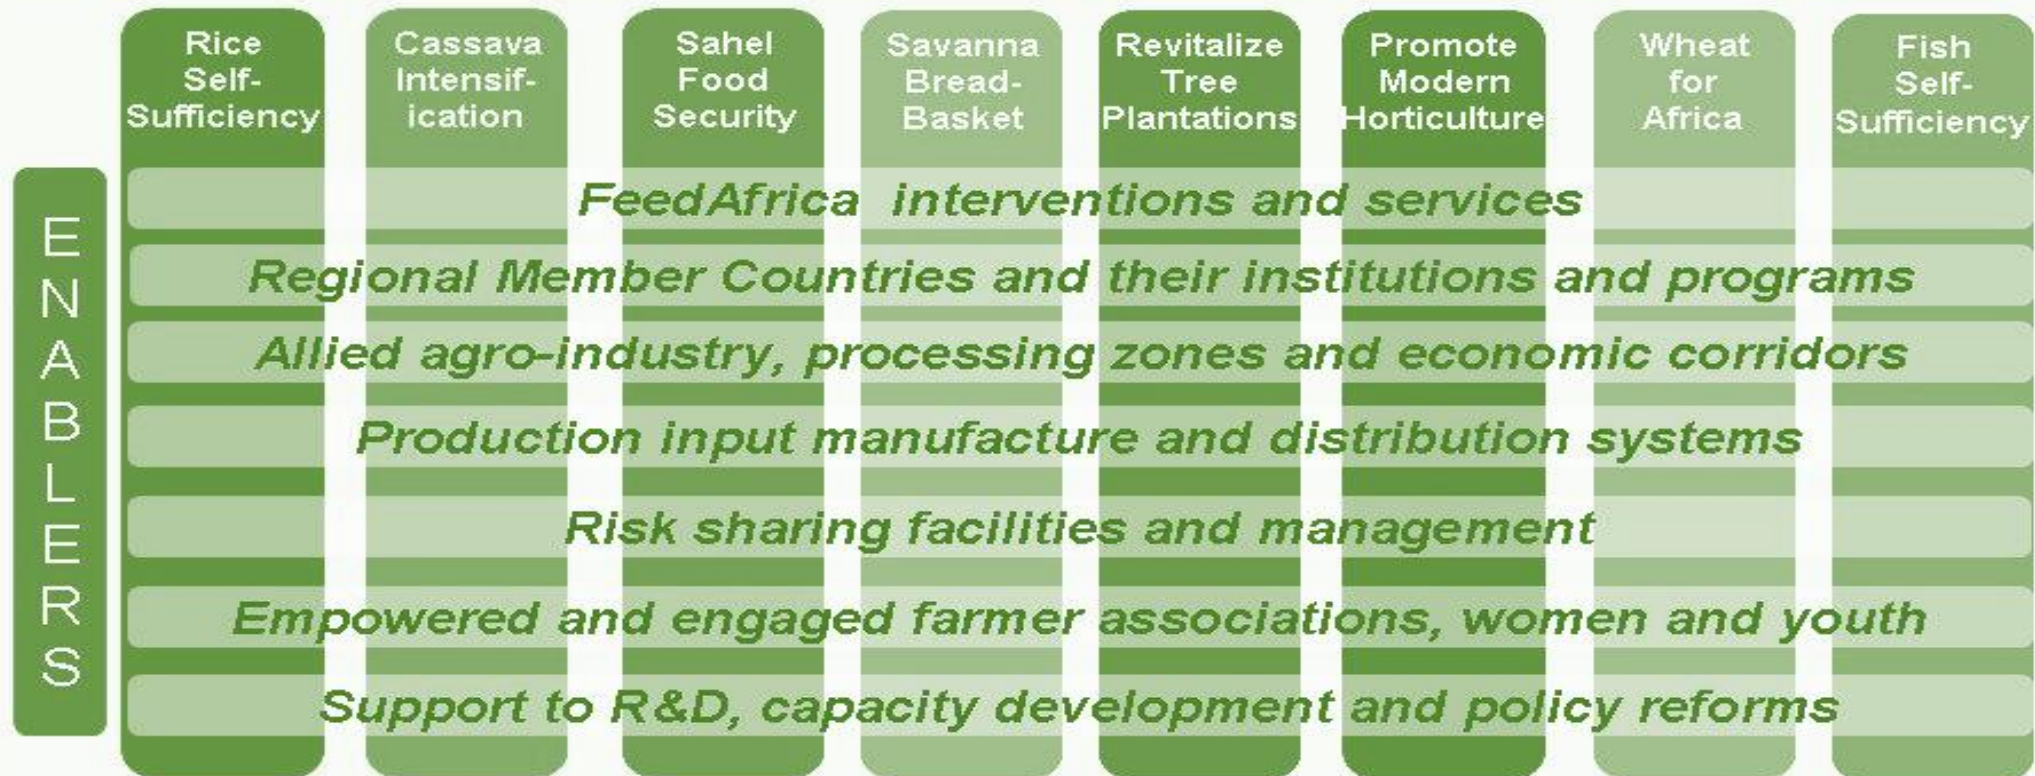 Rice
Self-
Sufficiency
Cassava
Intensif-
ication
Sahel
Food
Security
Savanna
Bread-
Basket
Revitalize
Tree
Plantations
Promote
Modern
Horticulture
Wheat
for
Africa
Fish
Self-
Sufficiency
ENABLERS
FeedAfrica interventions and services
Regional Member Countries and their institutions and programs
Allied agro-industry, processing zones and economic corridors
Production input manufacture and distribution systems
Risk sharing facilities and management
Empowered and engaged farmer associations, women and youth
Support to R&D, capacity development and policy reforms